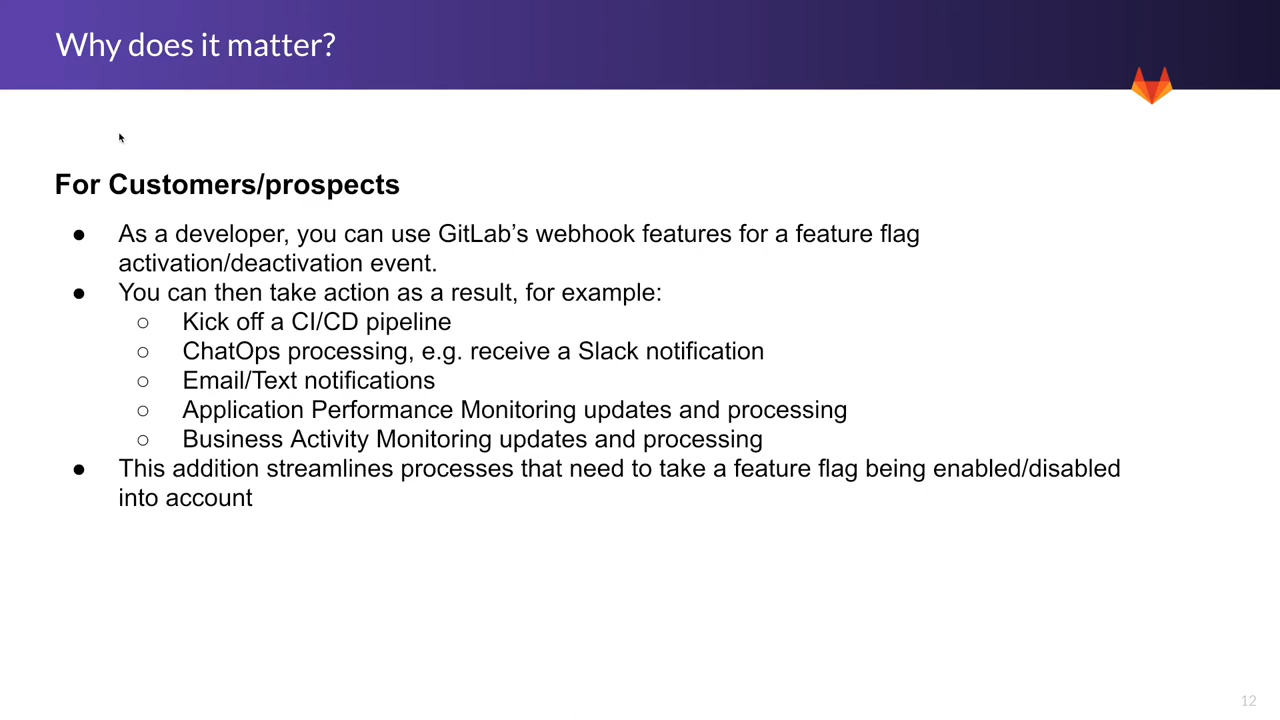 Why does it matter?
For Customers/prospects
● As a developer, you can use GitLab’s webhook features for a feature flag
activation/deactivation event.
● You can then take action as a result, for example:
○ Kick off a CI/CD pipeline
○ ChatOps processing, e.g. receive a Slack notification
○ Email/Text notifications
○ Application Performance Monitoring updates and processing
○ Business Activity Monitoring updates and processing
● This addition streamlines processes that need to take a feature flag being enabled/disabled
into account
12